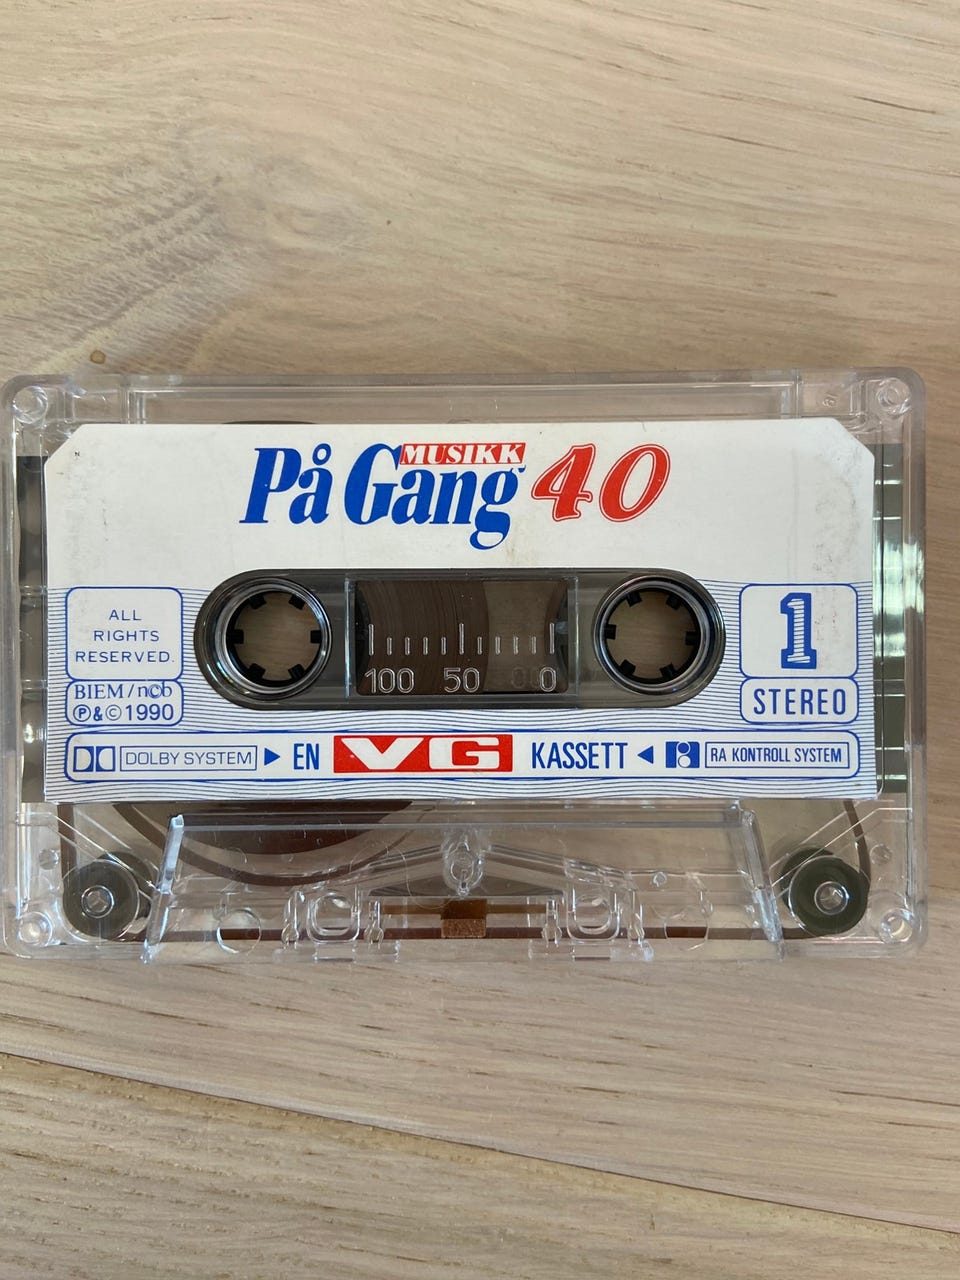 På Gang MUSIKK 40
ALL
RIGHTS
RESERVED.
BIEM/ncb
Ⓟ&©1990
1
STEREO
100 50 0
DOLBY SYSTEM ▶ EN VG KASSETT ◀ RA KONTROLL SYSTEM